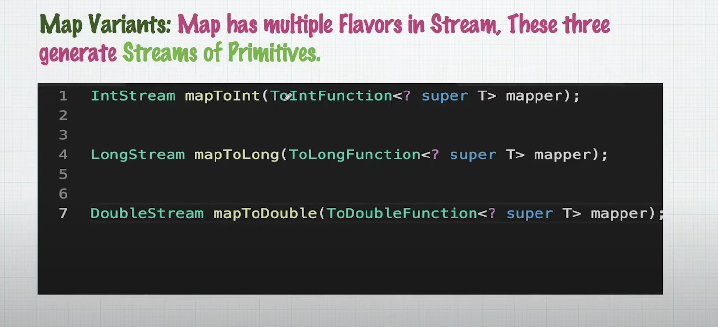 Map Variants: Map has multiple Flavors in Stream, These three
generate Streams of Primitives.
1 IntStream mapToInt(ToIntFunction<? super T> mapper);
2
3
4 LongStream mapToLong(ToLongFunction<? super T> mapper);
5
6
7 DoubleStream mapToDouble(ToDoubleFunction<? super T> mapper);